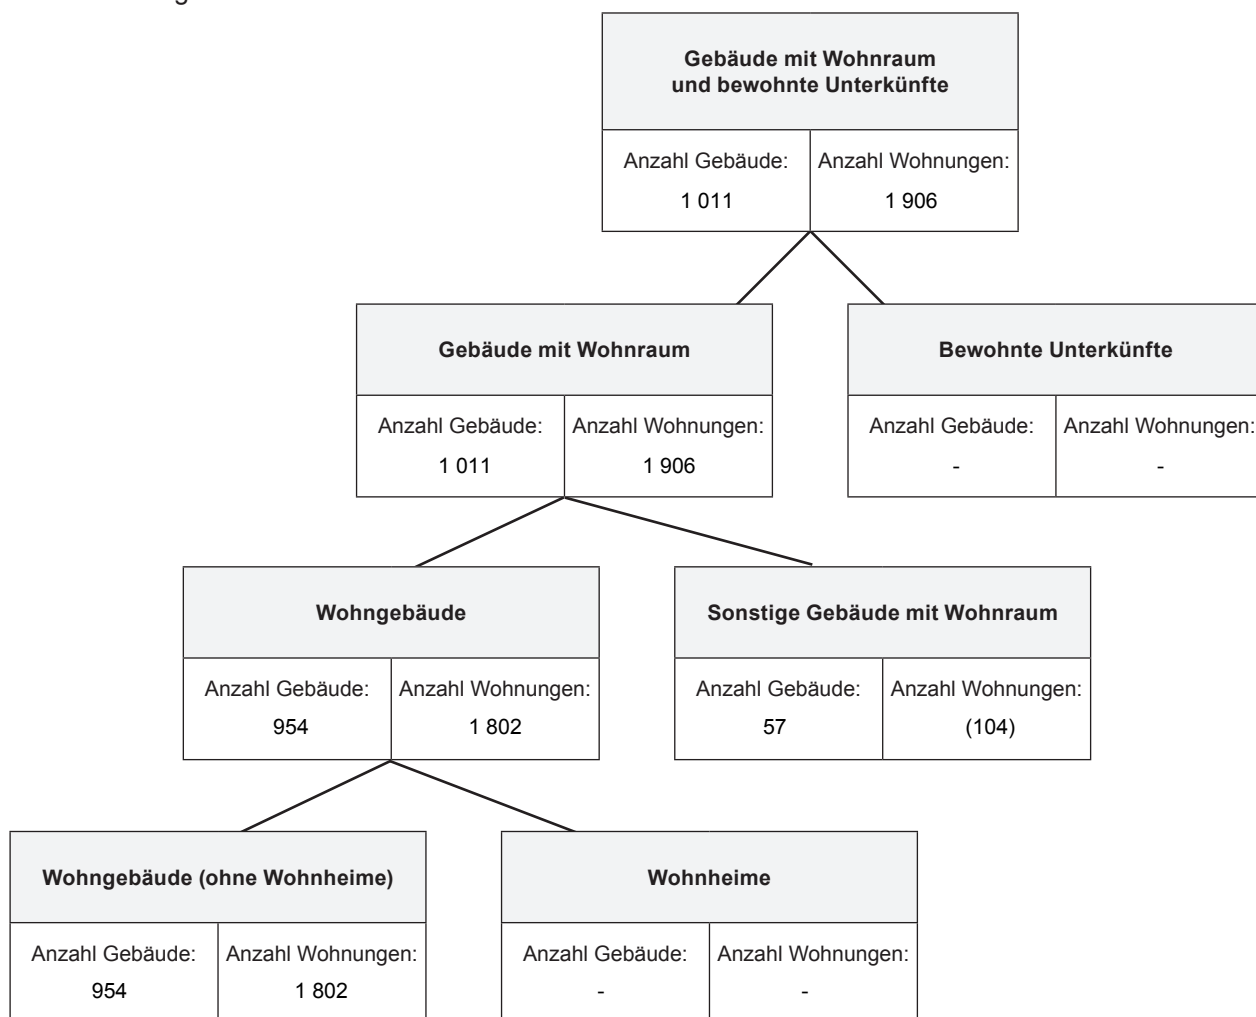 Gebäude mit Wohnraum
und bewohnte Unterkünfte
Anzahl Gebäude: Anzahl Wohnungen:
1 011 1 906
Gebäude mit Wohnraum
Anzahl Gebäude: Anzahl Wohnungen:
1 011 1 906
Bewohnte Unterkünfte
Anzahl Gebäude: Anzahl Wohnungen:
- -
Wohngebäude
Anzahl Gebäude: Anzahl Wohnungen:
954 1 802
Sonstige Gebäude mit Wohnraum
Anzahl Gebäude: Anzahl Wohnungen:
57 (104)
Wohngebäude (ohne Wohnheime)
Anzahl Gebäude: Anzahl Wohnungen:
954 1 802
Wohnheime
Anzahl Gebäude: Anzahl Wohnungen:
- -